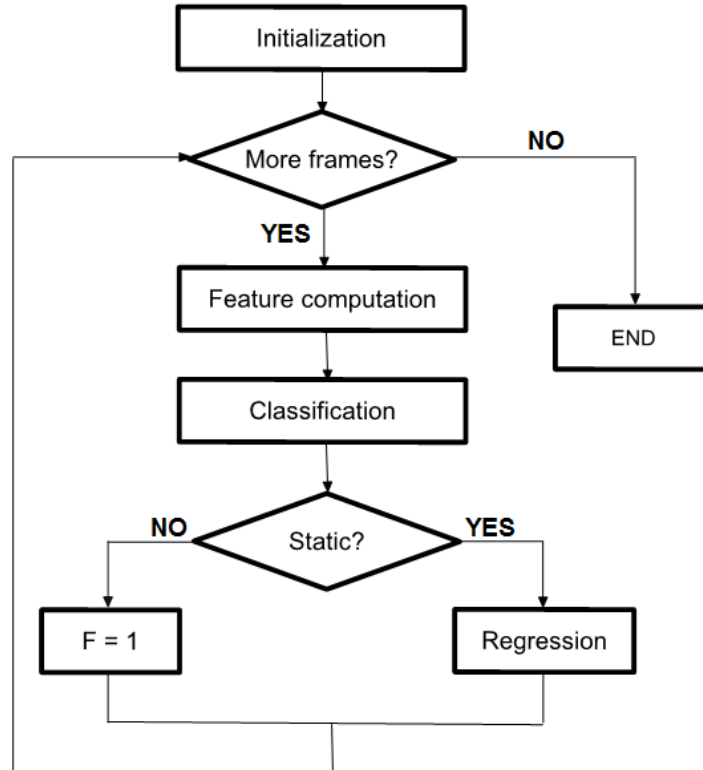 Initialization
More frames?
NO
YES
Feature computation
END
Classification
NO
YES
Static?
F = 1
Regression